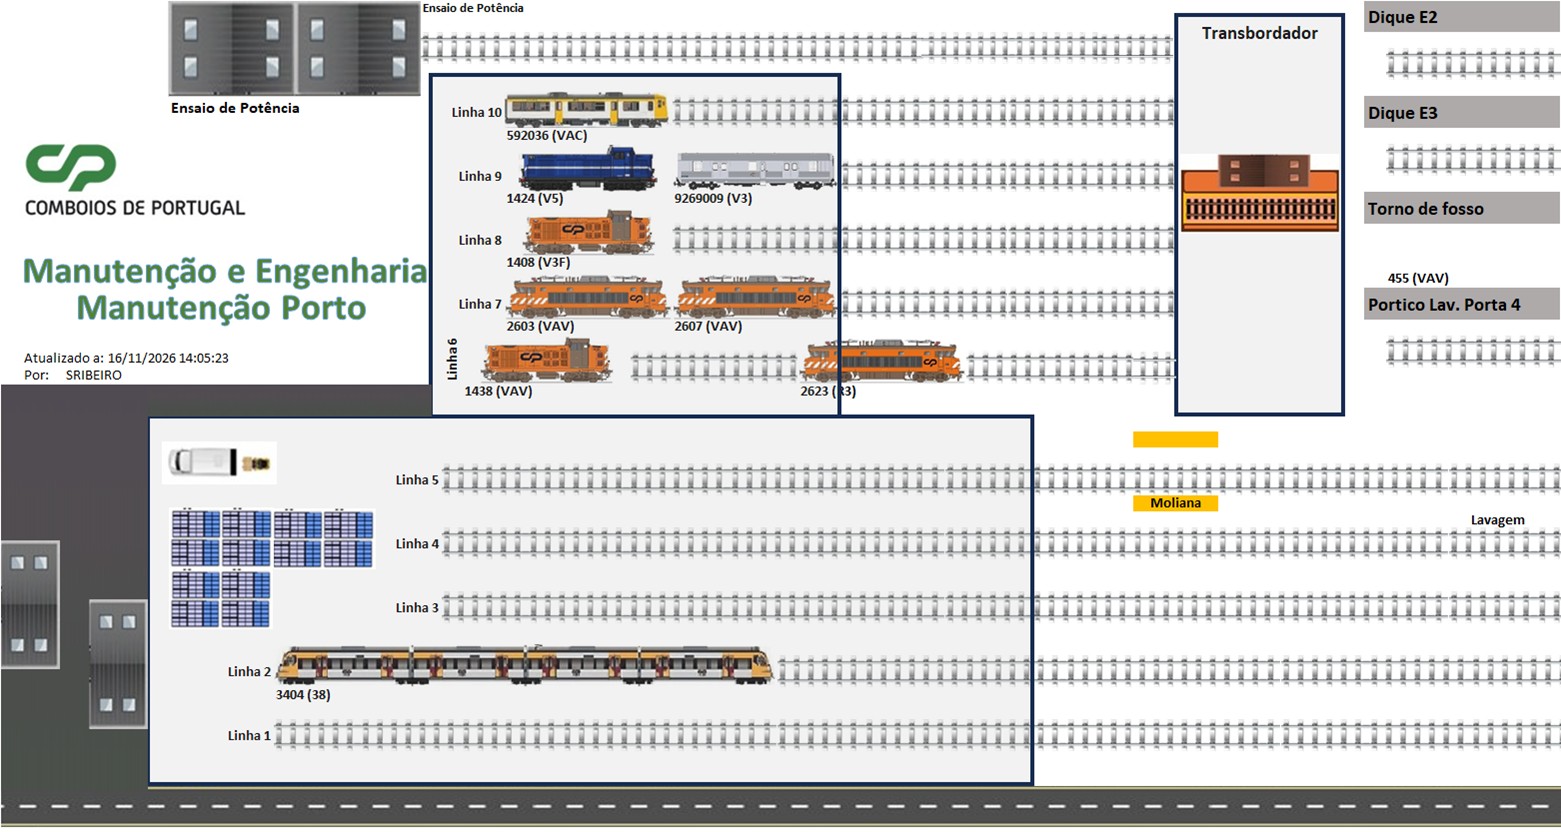 Ensaio de Potência
Ensaio de Potência
Transbordador
Dique E2
Dique E3
Torno de fosso
455 (VAV)
Portico Lav. Porta 4
CP
COMBOIOS DE PORTUGAL
Manutenção e Engenharia
Manutenção Porto
Atualizado a: 16/11/2026 14:05:23
Por: SRIBEIRO
Linha 10
592036 (VAC)
Linha 9
1424 (V5)
9269009 (V3)
Linha 8
1408 (V3F)
Linha 7
2603 (VAV)
2607 (VAV)
Linha 6
1438 (VAV)
2623 (R3)
Linha 5
Moliana
Lavagem
Linha 4
Linha 3
Linha 2
3404 (38)
Linha 1